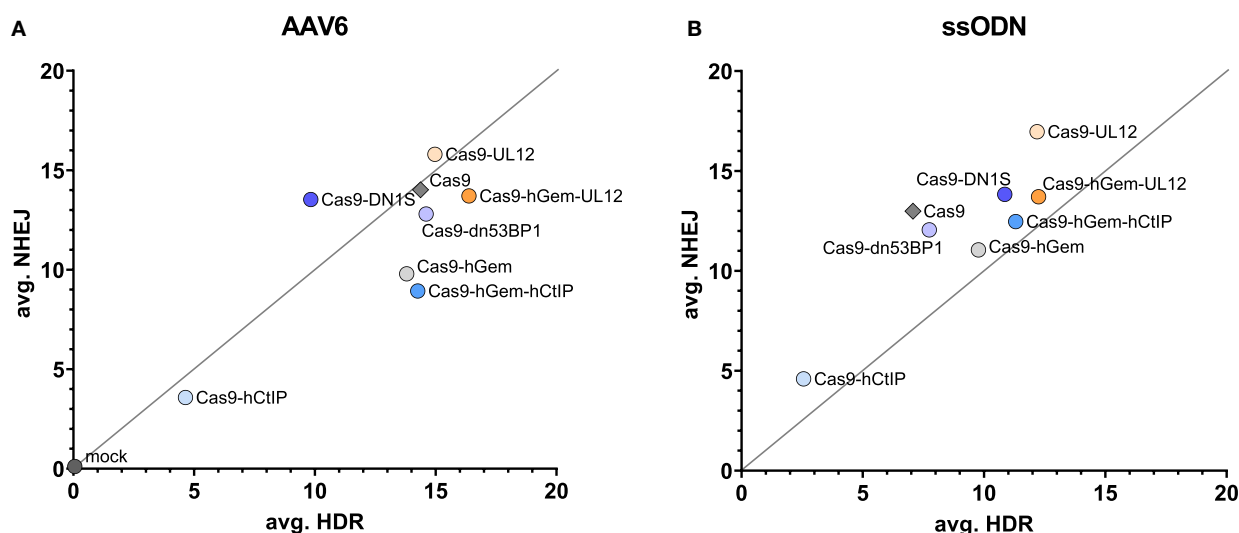 A
AAV6
20
15
10
5
0
avg. NHEJ
Cas9-UL12
Cas9
Cas9-DN1S
Cas9-hGem-UL12
Cas9-dn53BP1
Cas9-hGem
Cas9-hGem-hCtIP
Cas9-hCtIP
mock
0 5 10 15 20
avg. HDR
B
ssODN
20
15
10
5
0
avg. NHEJ
Cas9-UL12
Cas9-DN1S
Cas9-hGem-UL12
Cas9
Cas9-hGem-hCtIP
Cas9-dn53BP1
Cas9-hGem
Cas9-hCtIP
0 5 10 15 20
avg. HDR